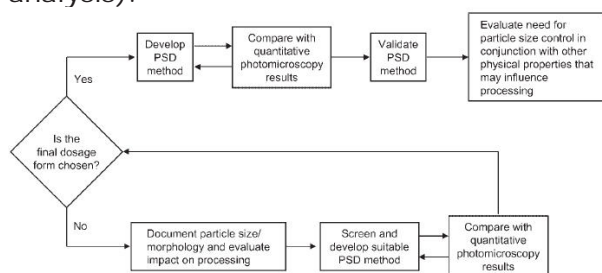 analysis).
Develop
PSD
method
Compare with
quantitative
photomicroscopy
results
Validate
PSD
method
Evaluate need for
particle size control in
conjunction with other
physical properties that
may influence
processing
Yes
Is the
final dosage
form chosen?
No
Document particle size/
morphology and evaluate
impact on processing
Screen and
develop suitable
PSD method
Compare with
quantitative
photomicroscopy
results